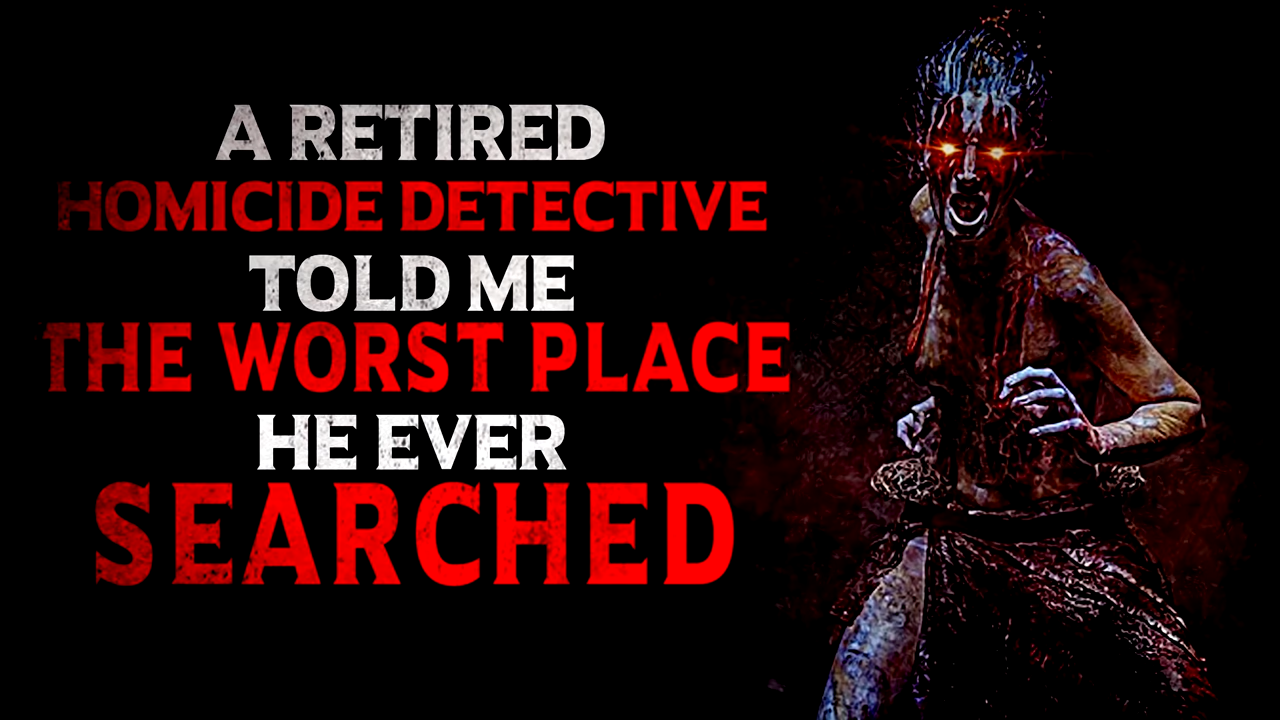 A RETIRED
HOMICIDE DETECTIVE
TOLD ME
THE WORST PLACE
HE EVER
SEARCHED